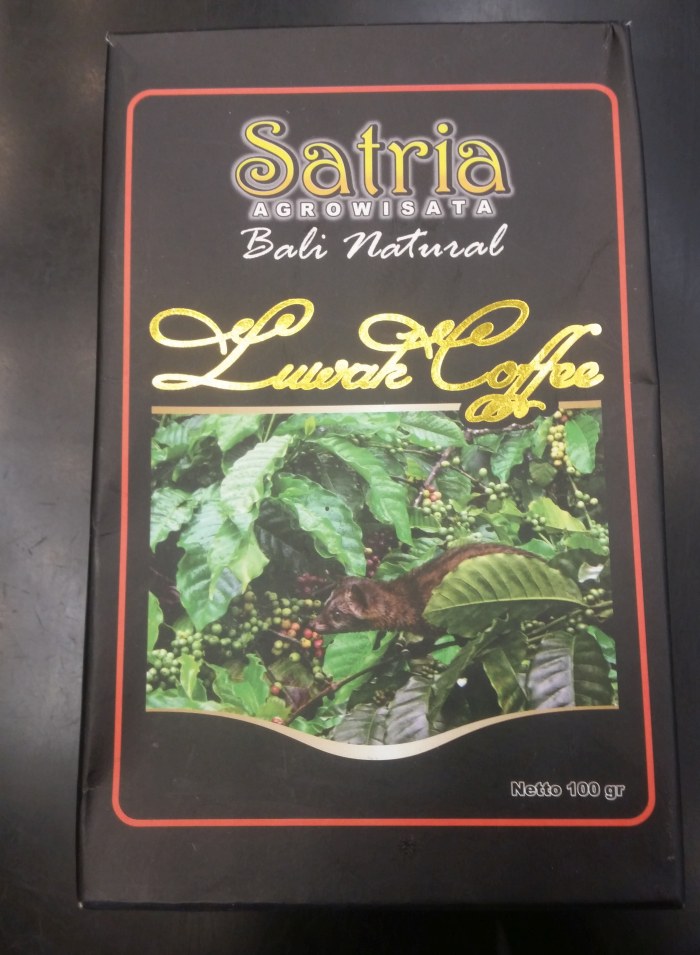 Satria
AGROWISATA
Bali Natural
Luwak Coffee
Netto 100 gr